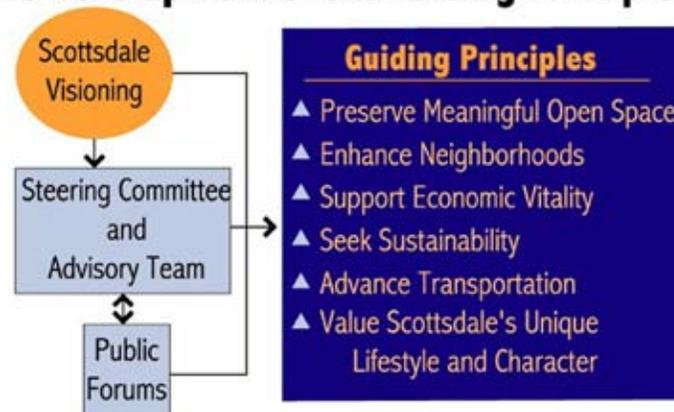 Scottsdale
Visioning
Steering Committee
and
Advisory Team
Public
Forums
Guiding Principles
Preserve Meaningful Open Space
Enhance Neighborhoods
Support Economic Vitality
Seek Sustainability
Advance Transportation
Value Scottsdale's Unique
Lifestyle and Character